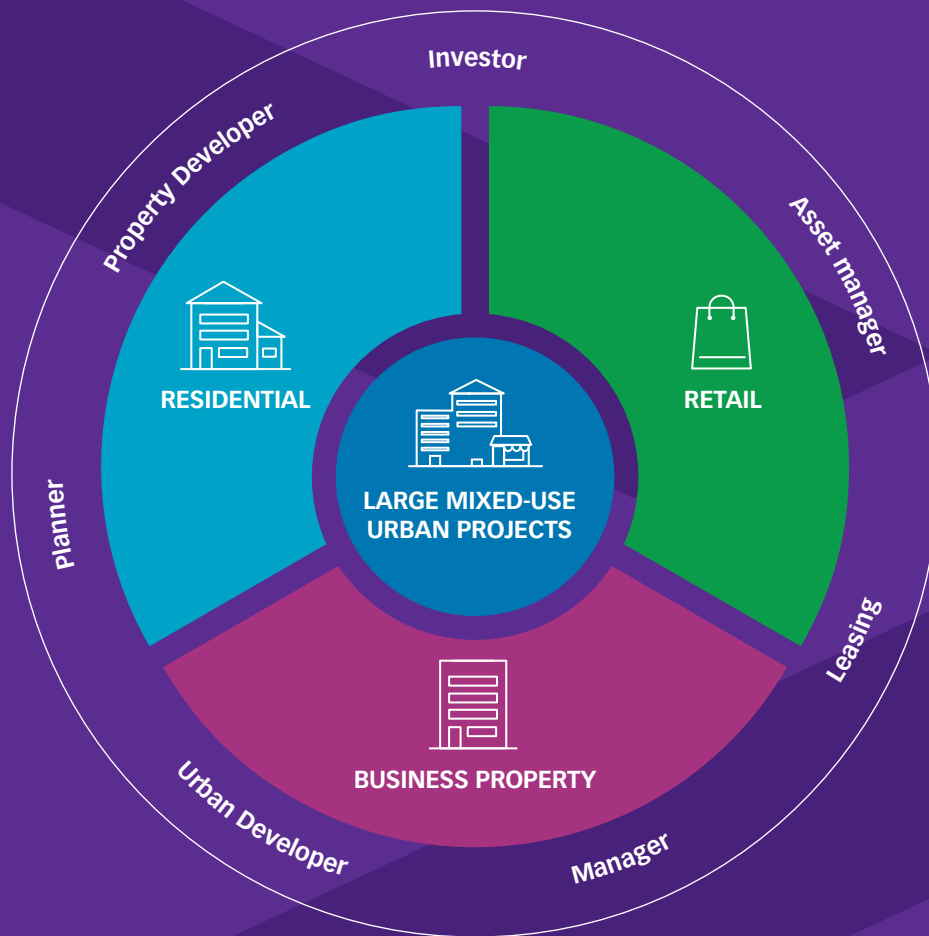 Investor
Property Developer
Asset manager
RESIDENTIAL
RETAIL
LARGE MIXED-USE
URBAN PROJECTS
Planner
Leasing
BUSINESS PROPERTY
Urban Developer
Manager